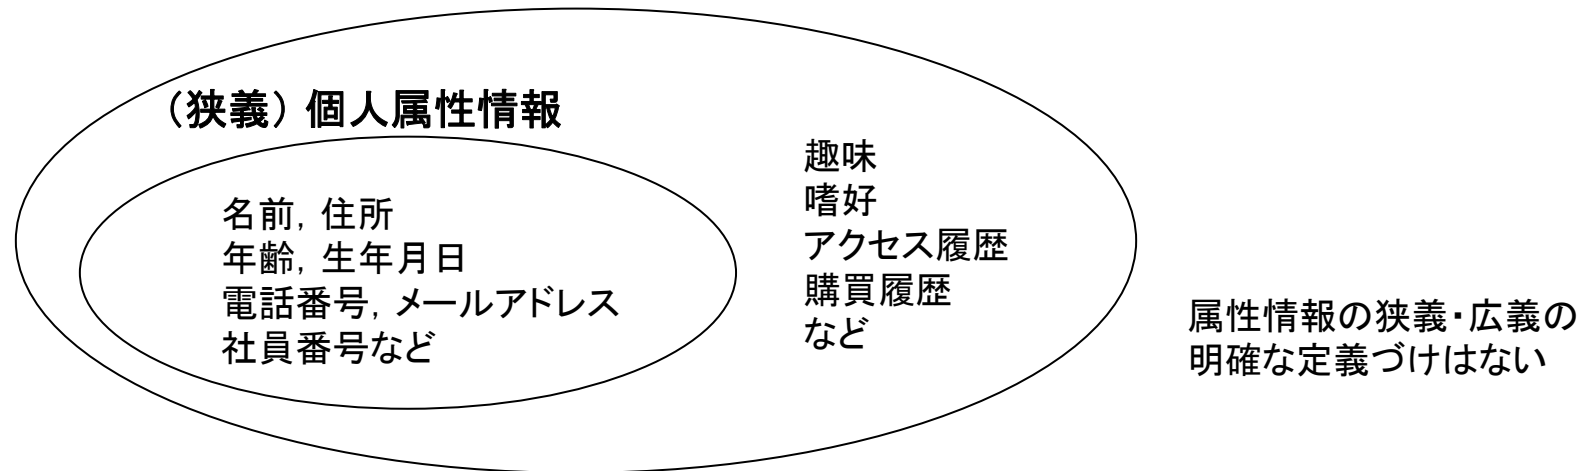 （狭義）個人属性情報
名前，住所
年齢，生年月日
電話番号，メールアドレス
社員番号など
趣味
嗜好
アクセス履歴
購買履歴
など
属性情報の狭義・広義の
明確な定義づけはない